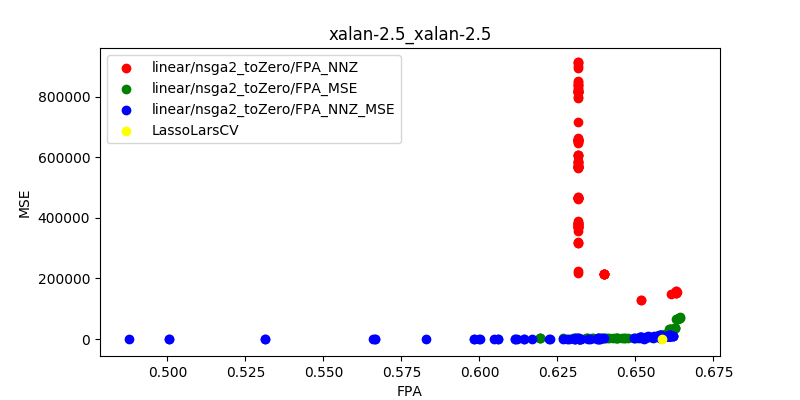 xalan-2.5_xalan-2.5
linear/nsga2_toZero/FPA_NNZ
linear/nsga2_toZero/FPA_MSE
linear/nsga2_toZero/FPA_NNZ_MSE
LassoLarsCV
MSE
800000
600000
400000
200000
0
0.500 0.525 0.550 0.575 0.600 0.625 0.650 0.675
FPA